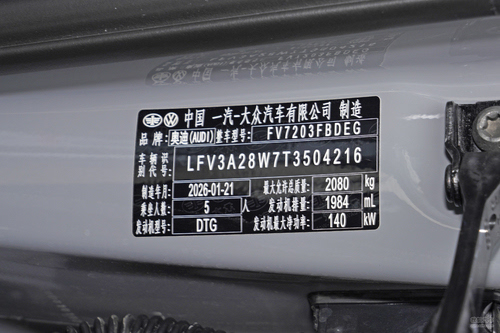 中国 一汽一大众汽车有限公司 制造
品牌 奥迪(AUDI) 整车型号 FV7203FBDEG
车辆识别代号: LFV3A28W7T3504216
制造年月: 2026-01-21 最大允许总质量: 2080 kg
乘坐人数: 5 人 发动机排量: 1984 mL
发动机型号: DTG 发动机最大净功率: 140 kW